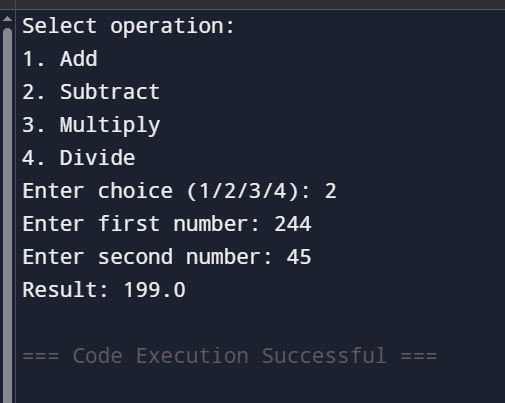 Select operation:
1. Add
2. Subtract
3. Multiply
4. Divide
Enter choice (1/2/3/4): 2
Enter first number: 244
Enter second number: 45
Result: 199.0
=== Code Execution Successful ===